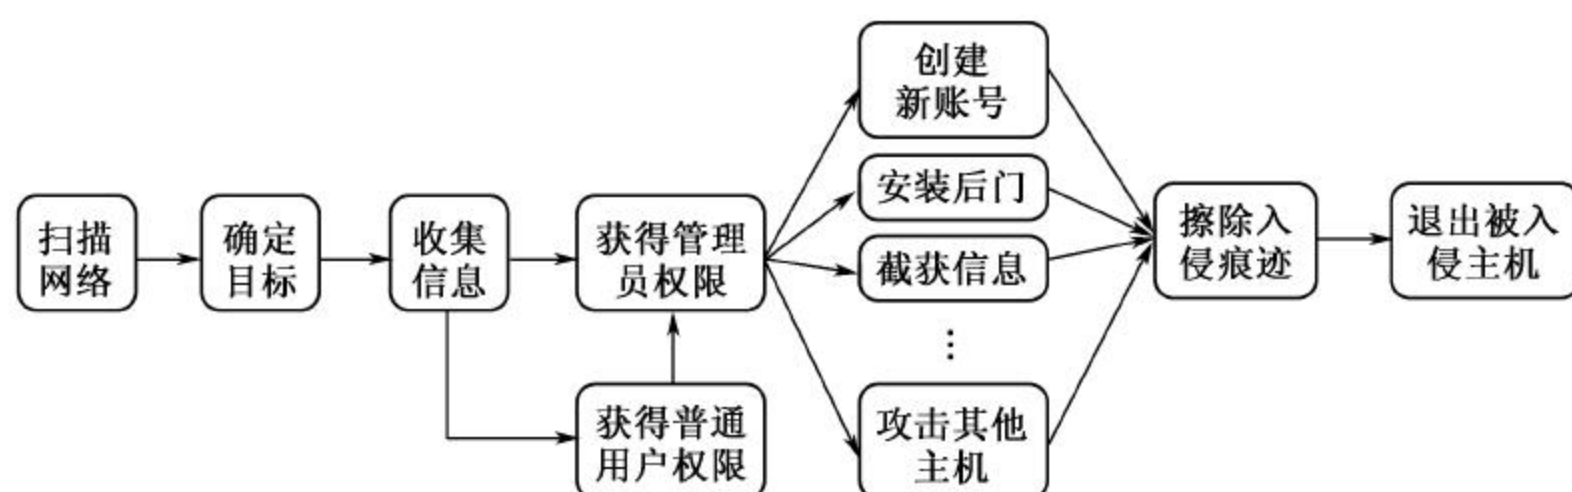 扫描
网络
确定
目标
收集
信息
获得管理
员权限
获得普通
用户权限
创建
新账号
安装后门
截获信息
⋮
攻击其他
主机
擦除入
侵痕迹
退出被入
侵主机